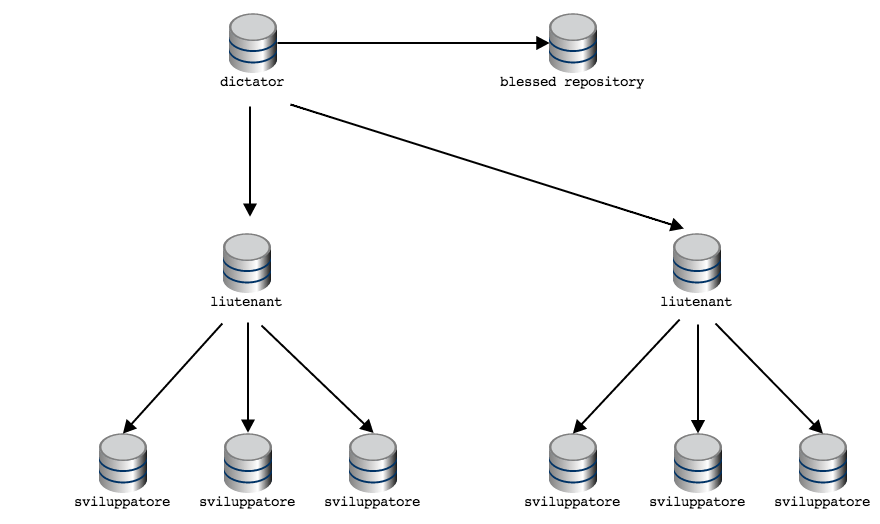 dictator
blessed repository
liutenant
liutenant
sviluppatore
sviluppatore
sviluppatore
sviluppatore
sviluppatore
sviluppatore